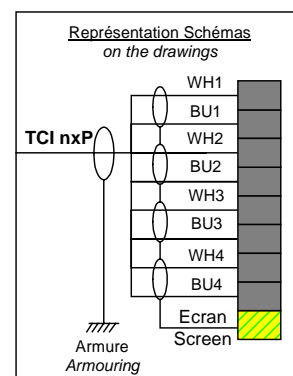 Représentation Schémas
on the drawings
WH1
BU1
TCI nxP
WH2
BU2
WH3
BU3
WH4
BU4
Ecran
Screen
Armure
Armouring